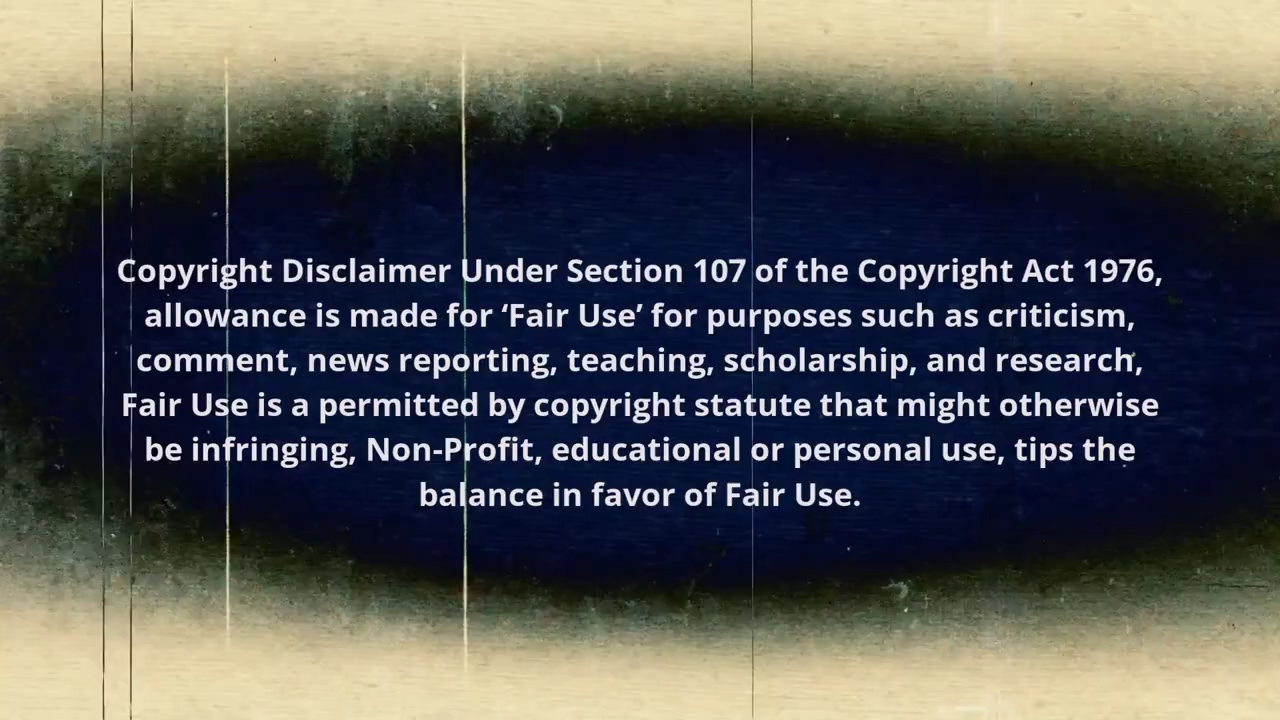 Copyright Disclaimer Under Section 107 of the Copyright Act 1976,
allowance is made for ‘Fair Use’ for purposes such as criticism,
comment, news reporting, teaching, scholarship, and research,
Fair Use is a permitted by copyright statute that might otherwise
be infringing, Non-Profit, educational or personal use, tips the
balance in favor of Fair Use.